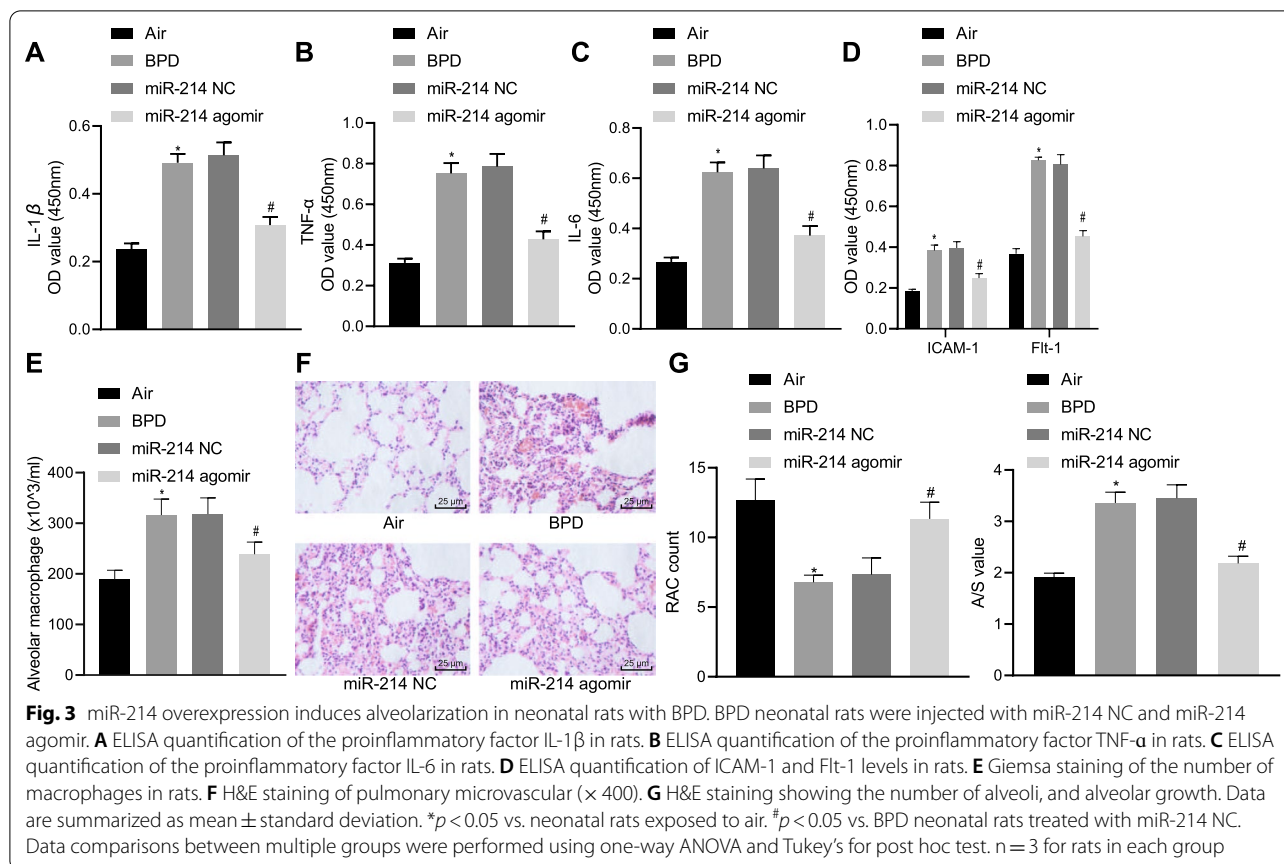 A
Air
BPD
miR-214 NC
miR-214 agomir
IL-1β
OD value (450nm)
0.6
0.4
0.2
0.0
*
#
B
Air
BPD
miR-214 NC
miR-214 agomir
TNF-α
OD value (450nm)
1.0
0.8
0.6
0.4
0.2
0.0
*
#
C
Air
BPD
miR-214 NC
miR-214 agomir
IL-6
OD value (450nm)
0.8
0.6
0.4
0.2
0.0
*
#
D
Air
BPD
miR-214 NC
miR-214 agomir
OD value (450nm)
1.0
0.8
0.6
0.4
0.2
0.0
*
#
*
#
ICAM-1
Flt-1
E
Air
BPD
miR-214 NC
miR-214 agomir
Alveolar macrophage (x10^3/ml)
400
300
200
100
0
*
#
F
25 μm
25 μm
Air
BPD
25 μm
25 μm
miR-214 NC
miR-214 agomir
G
Air
BPD
miR-214 NC
miR-214 agomir
RAC count
15
10
5
0
*
#
Air
BPD
miR-214 NC
miR-214 agomir
A/S value
4
3
2
1
0
*
#
Fig. 3 miR-214 overexpression induces alveolarization in neonatal rats with BPD. BPD neonatal rats were injected with miR-214 NC and miR-214
agomir. A ELISA quantification of the proinflammatory factor IL-1β in rats. B ELISA quantification of the proinflammatory factor TNF-α in rats. C ELISA
quantification of the proinflammatory factor IL-6 in rats. D ELISA quantification of ICAM-1 and Flt-1 levels in rats. E Giemsa staining of the number of
macrophages in rats. F H&E staining of pulmonary microvascular (× 400). G H&E staining showing the number of alveoli, and alveolar growth. Data
are summarized as mean ± standard deviation. *p < 0.05 vs. neonatal rats exposed to air. #p < 0.05 vs. BPD neonatal rats treated with miR-214 NC.
Data comparisons between multiple groups were performed using one-way ANOVA and Tukey's for post hoc test. n = 3 for rats in each group